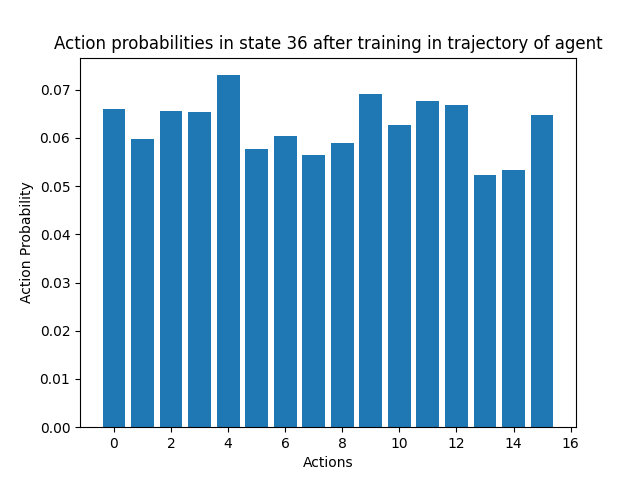 Action probabilities in state 36 after training in trajectory of agent
Action Probability
0.07
0.06
0.05
0.04
0.03
0.02
0.01
0.00
0 2 4 6 8 10 12 14 16
Actions